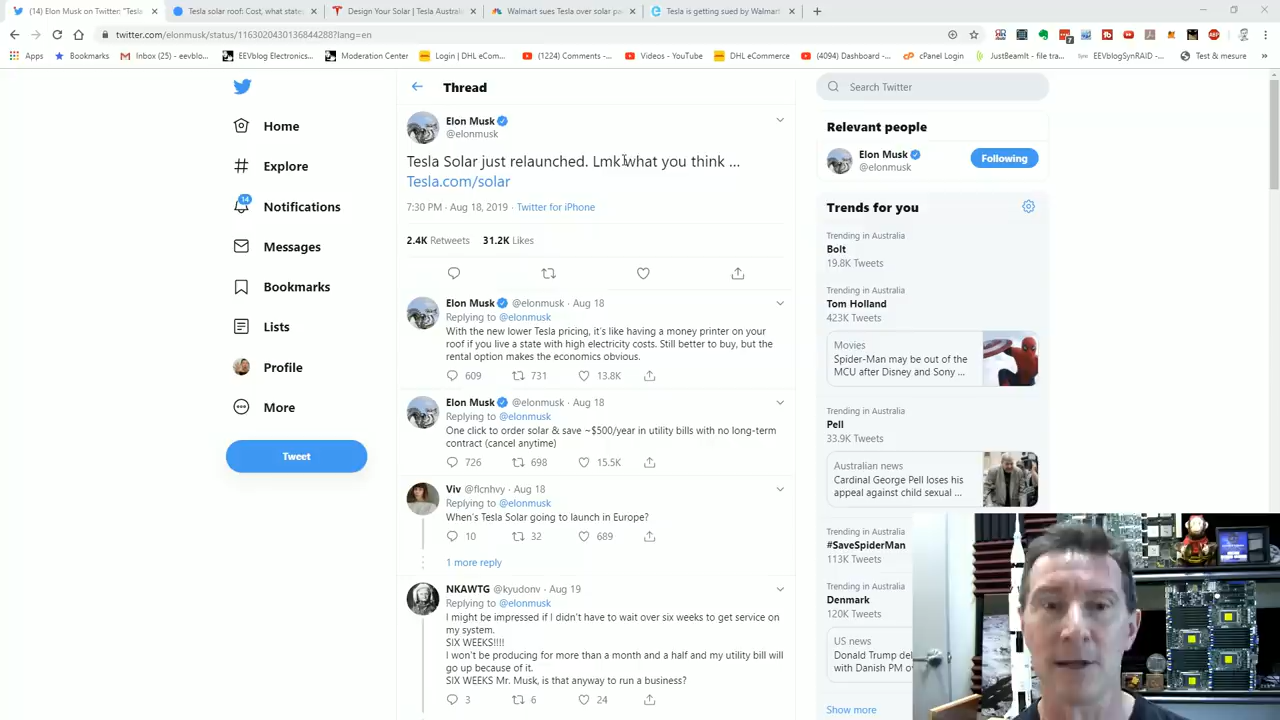 (14) Elon Musk on Twitter: "Tesla
Tesla solar roof: Cost, what states
Design Your Solar | Tesla Austral
Walmart sues Tesla over solar pa
Tesla is getting sued by Walmart
twitter.com/elonmusk/status/1163020430136844288?lang=en
Apps
Bookmarks
Inbox (25) - eevblo...
EEVblog Electronics...
Moderation Center
Login | DHL eCom...
(1224) Comments -...
Videos - YouTube
DHL eCommerce
(4094) Dashboard -...
cPanel Login
JustBeamIt - file tra...
EEVblogSynRAID -...
Test & mesure
Home
Explore
14
Notifications
Messages
Bookmarks
Lists
Profile
More
Tweet
Thread
Elon Musk
@elonmusk
Tesla Solar just relaunched. Lmk what you think ...
Tesla.com/solar
7:30 PM · Aug 18, 2019 · Twitter for iPhone
2.4K Retweets 31.2K Likes
Elon Musk @elonmusk · Aug 18
Replying to @elonmusk
With the new lower Tesla pricing, it's like having a money printer on your
roof if you live a state with high electricity costs. Still better to buy, but the
rental option makes the economics obvious.
609 731 13.8K
Elon Musk @elonmusk · Aug 18
Replying to @elonmusk
One click to order solar & save ~$500/year in utility bills with no long-term
contract (cancel anytime)
726 698 15.5K
Viv @flcnhvy · Aug 18
Replying to @elonmusk
When's Tesla Solar going to launch in Europe?
10 32 689
1 more reply
NKAWTG @kyudonv · Aug 19
Replying to @elonmusk
I might be impressed if I didn't have to wait over six weeks to get service on
my system.
SIX WEEKS!!!!
I won't be producing for more than a month and a half and my utility bill will
go up because of it.
SIX WEEKS Mr. Musk, is that anyway to run a business?
3 6 24
Search Twitter
Relevant people
Elon Musk
@elonmusk
Following
Trends for you
Trending in Australia
Bolt
19.8K Tweets
Trending in Australia
Tom Holland
423K Tweets
Movies
Spider-Man may be out of the
MCU after Disney and Sony ...
Trending in Australia
Pell
33.9K Tweets
Australian news
Cardinal George Pell loses his
appeal against child sexual ...
Trending in Australia
#SaveSpiderMan
113K Tweets
Trending in Australia
Denmark
120K Tweets
US news
Donald Trump de
with Danish PM o
Show more